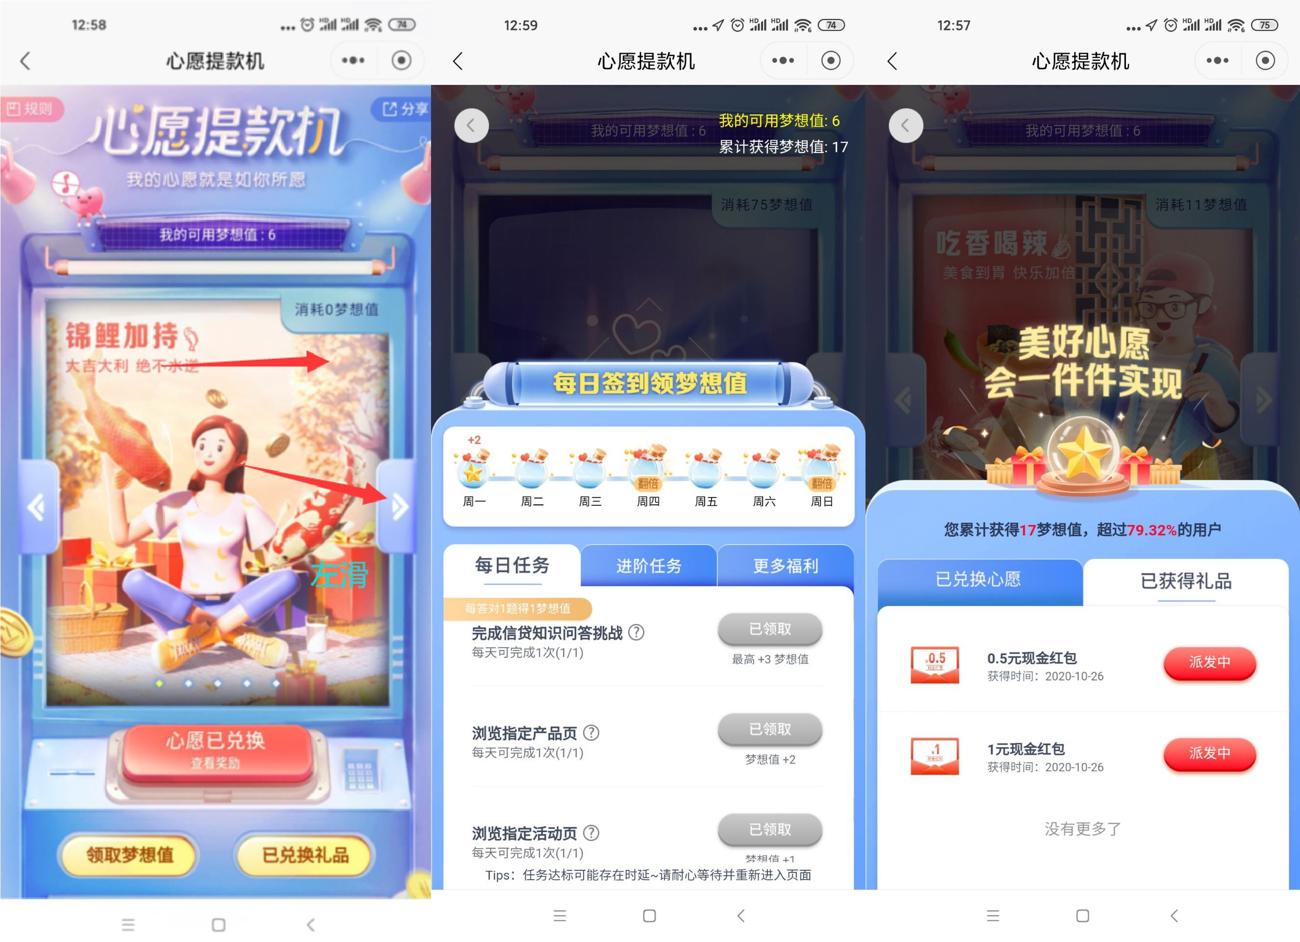 12:58
HD
HD
74
心愿提款机
规则
分享
心愿提款机
我的心愿就是如你所愿
我的可用梦想值: 6
消耗0梦想值
锦鲤加持
大吉大利 绝不水逆
左滑
心愿已兑换
查看奖励
领取梦想值
已兑换礼品
12:59
HD
HD
74
心愿提款机
我的可用梦想值: 6
我的可用梦想值: 6
累计获得梦想值: 17
消耗75梦想值
每日签到领梦想值
+2
翻倍
翻倍
周一
周二
周三
周四
周五
周六
周日
每日任务
进阶任务
更多福利
每答对1题得1梦想值
完成信贷知识问答挑战
每天可完成1次(1/1)
已领取
最高 +3 梦想值
浏览指定产品页
每天可完成1次(1/1)
已领取
梦想值 +2
浏览指定活动页
每天可完成1次(1/1)
已领取
梦想值 +1
Tips：任务达标可能存在时延~请耐心等待并重新进入页面
12:57
HD
HD
75
心愿提款机
我的可用梦想值: 6
消耗11梦想值
吃香喝辣
美食到胃 快乐加倍
美好心愿
会一件件实现
您累计获得17梦想值，超过79.32%的用户
已兑换心愿
已获得礼品
0.5
0.5元现金红包
获得时间：2020-10-26
派发中
1
1元现金红包
获得时间：2020-10-26
派发中
没有更多了